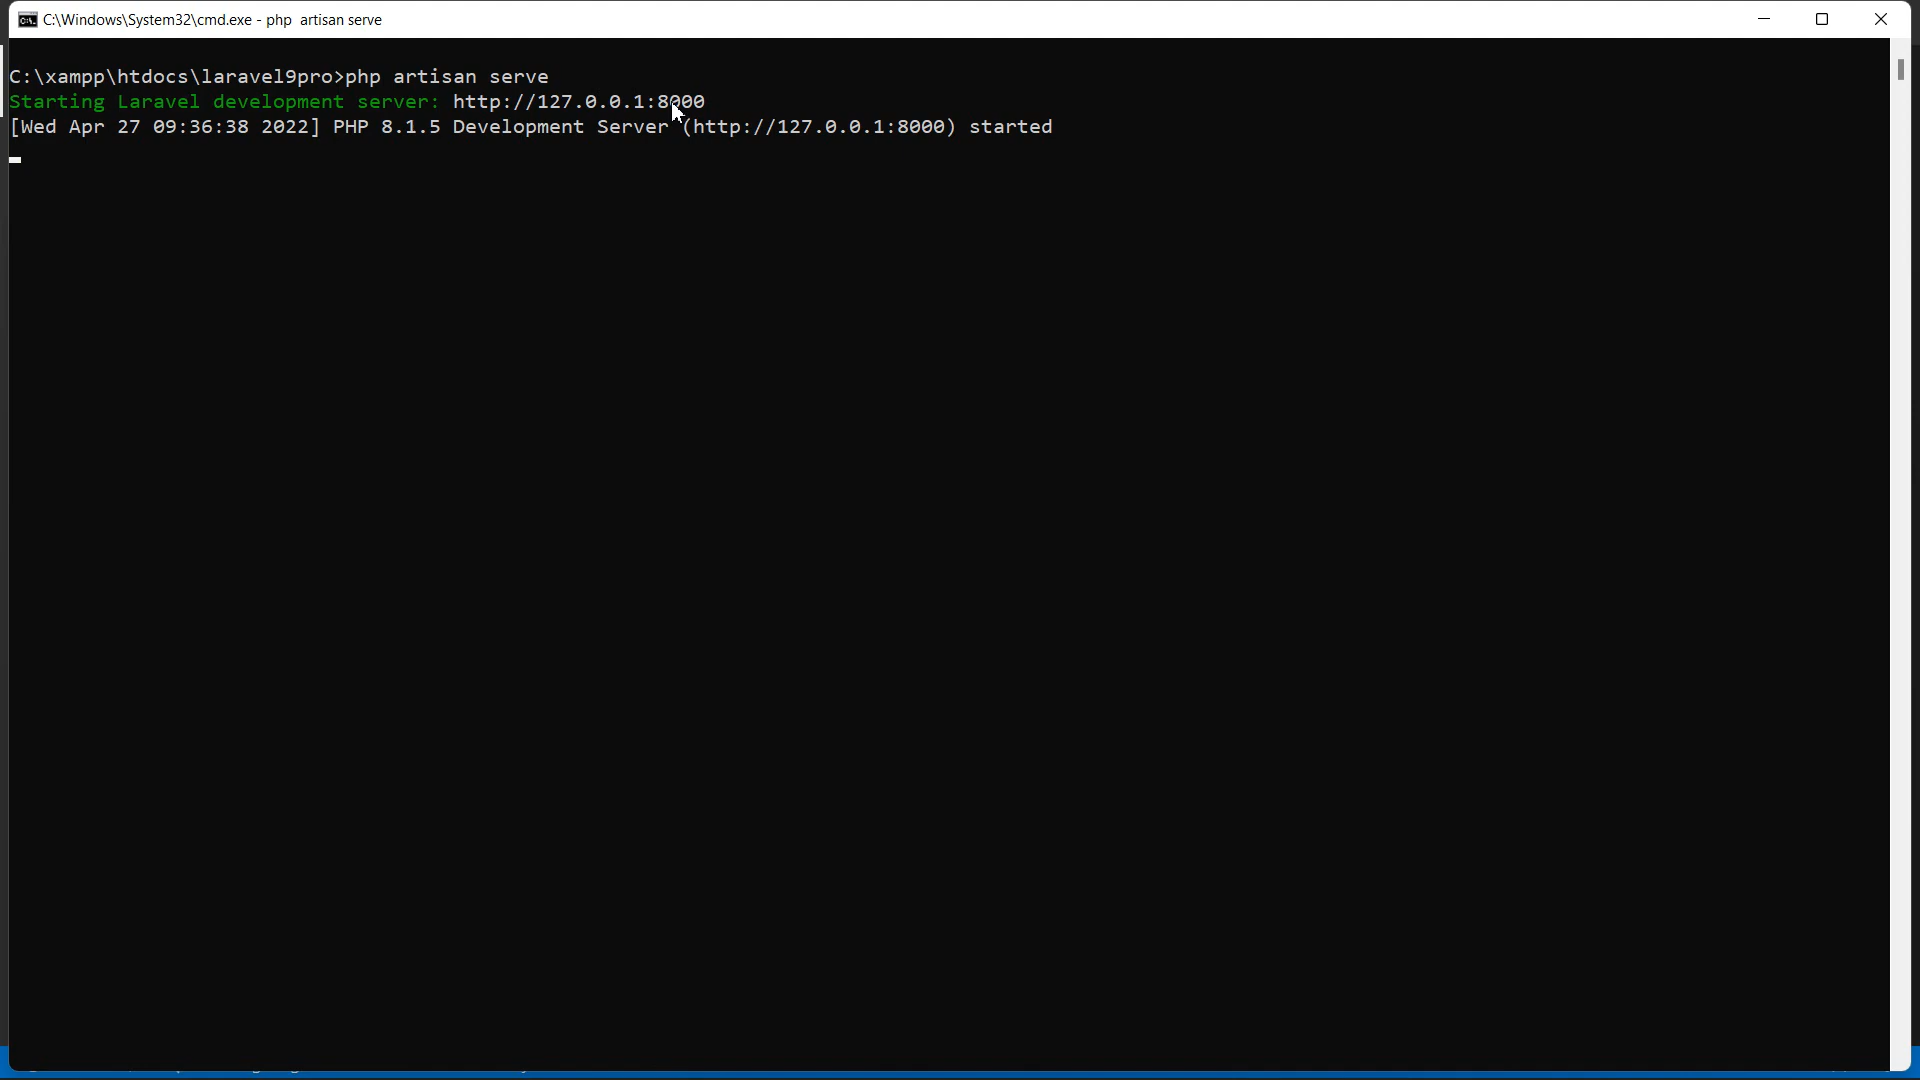 C:\Windows\System32\cmd.exe - php  artisan serve
C:\xampp\htdocs\laravel9pro>php artisan serve
Starting Laravel development server: http://127.0.0.1:8000
[Wed Apr 27 09:36:38 2022] PHP 8.1.5 Development Server (http://127.0.0.1:8000) started